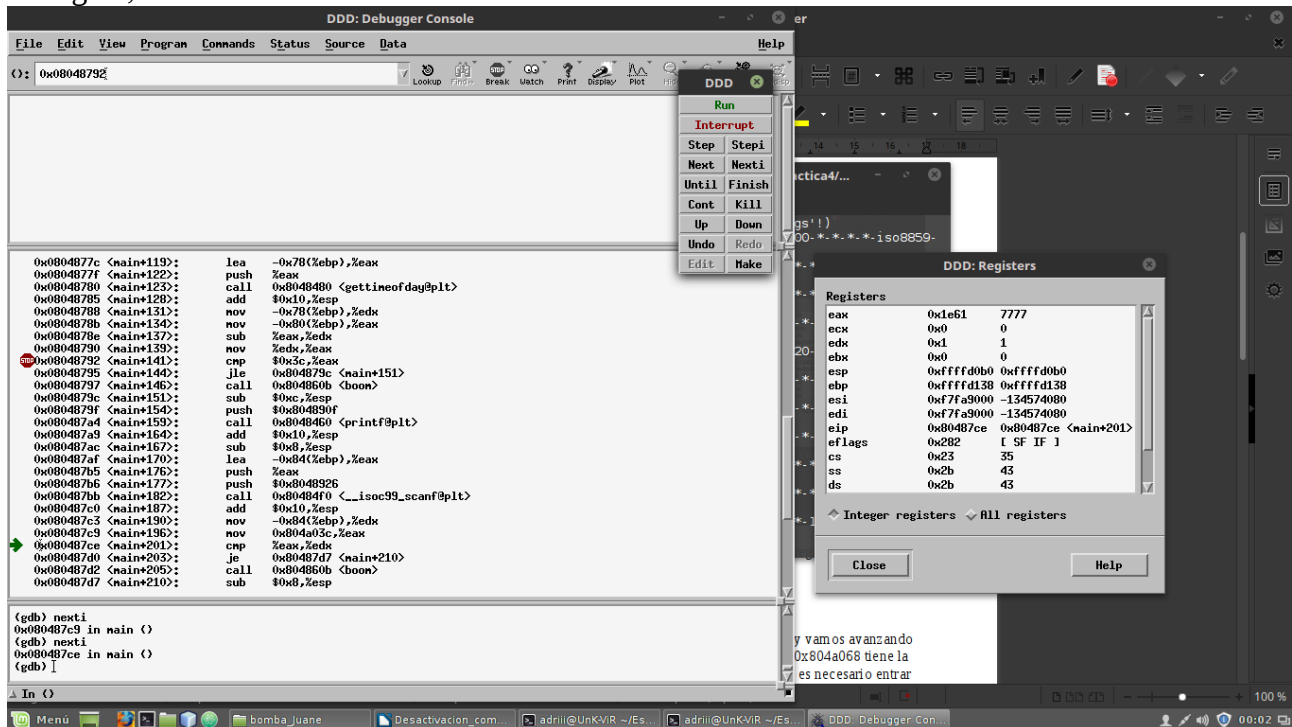 DDD: Debugger Console
er
File Edit View Program Commands Status Source Data Help
(): 0x08048792
Lookup Find» Break Watch Print Display Plot
DDD
Run
Interrupt
Step Stepi
Next Nexti
Until Finish
Cont Kill
Up Down
Undo Redo
Edit Make
14 15 16 17 18
ctica4/...
gs'!)
00-*-*-*-*-iso8859-
0x0804877c <main+119>: lea -0x78(%ebp),%eax
0x0804877f <main+122>: push %eax
0x08048780 <main+123>: call 0x8048480 <gettimeofday@plt>
0x08048785 <main+128>: add $0x10,%esp
0x08048788 <main+131>: mov -0x78(%ebp),%edx
0x0804878b <main+134>: mov -0x80(%ebp),%eax
0x0804878e <main+137>: sub %eax,%edx
0x08048790 <main+139>: mov %edx,%eax
STOP 0x08048792 <main+141>: cmp $0x3c,%eax
0x08048795 <main+144>: jle 0x804879c <main+151>
0x08048797 <main+146>: call 0x804860b <boom>
0x0804879c <main+151>: sub $0xc,%esp
0x0804879f <main+154>: push $0x804890f
0x080487a4 <main+159>: call 0x8048460 <printf@plt>
0x080487a9 <main+164>: add $0x10,%esp
0x080487ac <main+167>: sub $0x8,%esp
0x080487af <main+170>: lea -0x84(%ebp),%eax
0x080487b5 <main+176>: push %eax
0x080487b6 <main+177>: push $0x8048926
0x080487bb <main+182>: call 0x80484f0 <__isoc99_scanf@plt>
0x080487c0 <main+187>: add $0x10,%esp
0x080487c3 <main+190>: mov -0x84(%ebp),%edx
0x080487c9 <main+196>: mov 0x804a03c,%eax
0x080487ce <main+201>: cmp %eax,%edx
0x080487d0 <main+203>: je 0x80487d7 <main+210>
0x080487d2 <main+205>: call 0x804860b <boom>
0x080487d7 <main+210>: sub $0x8,%esp
DDD: Registers
Registers
eax 0x1e61 7777
ecx 0x0 0
edx 0x1 1
ebx 0x0 0
esp 0xffffd0b0 0xffffd0b0
ebp 0xffffd138 0xffffd138
esi 0xf7fa9000 -134574080
edi 0xf7fa9000 -134574080
eip 0x80487ce 0x80487ce <main+201>
eflags 0x282 [ SF IF ]
cs 0x23 35
ss 0x2b 43
ds 0x2b 43
Integer registers All registers
Close Help
(gdb) nexti
0x080487c9 in main ()
(gdb) nexti
0x080487ce in main ()
(gdb)
y vamos avanzando
0x804a068 tiene la
es necesario entrar
In ()
100 %
Menú bomba_Juane Desactivacion_com... adriii@UnK-ViR ~/Es... adriii@UnK-ViR ~/Es... DDD: Debugger Con... 00:02